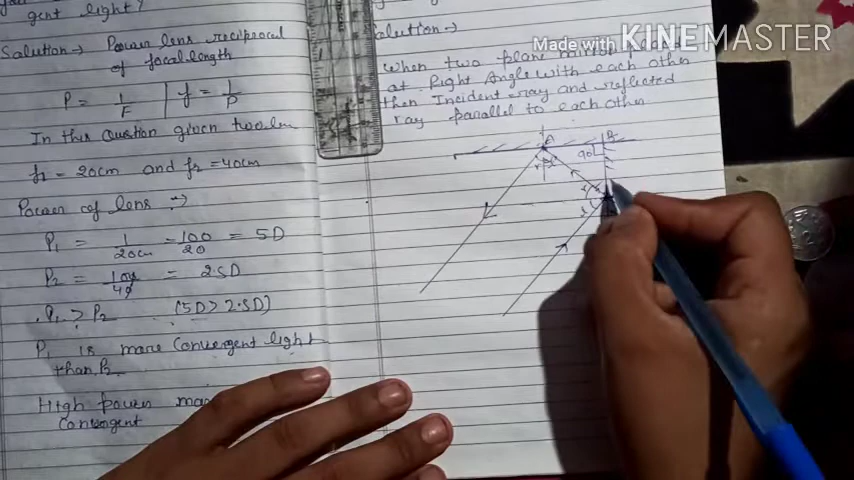 gent light?
Solution → Power lens reciprocal
of focal length
P = 1/F | f = 1/P
In this Question given two len
f₁ = 20cm and f₂ = 40cm
Power of lens :→
P₁ = 1/20cm = 100/20 = 5D
P₂ = 100/40 = 2.5D
P₁ > P₂ (5D > 2.5D)
P₁ is more Convergent light
than P₂
High power
Convergent
Made with KINEMASTER
olution →
When two plane
at Right Angle with each other
then Incident ray and reflected
ray parallel to each other
A
90